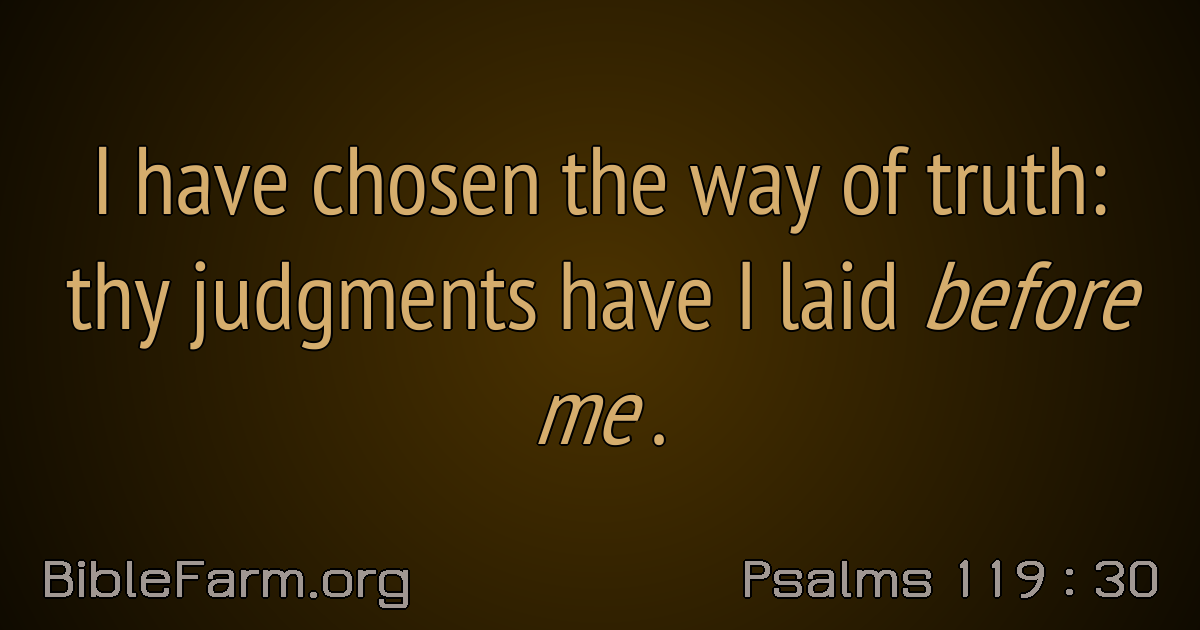 I have chosen the way of truth:
thy judgments have I laid before
me .
BibleFarm.org
Psalms 119 : 30